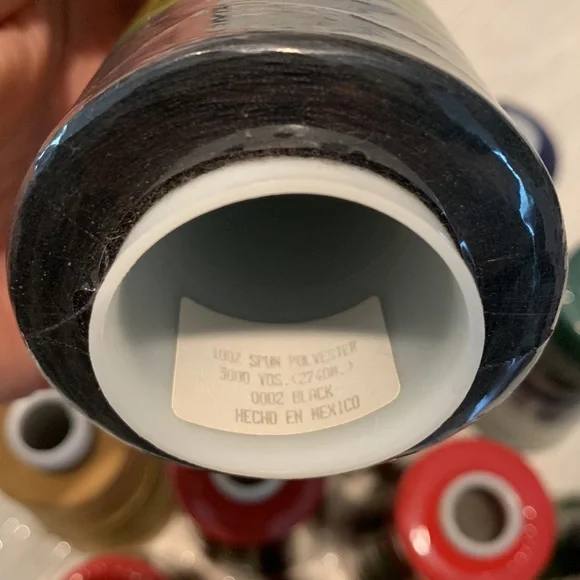 100% SPUN POLYESTER
3000 YDS.(2740M.)
0002 BLACK
HECHO EN MEXICO